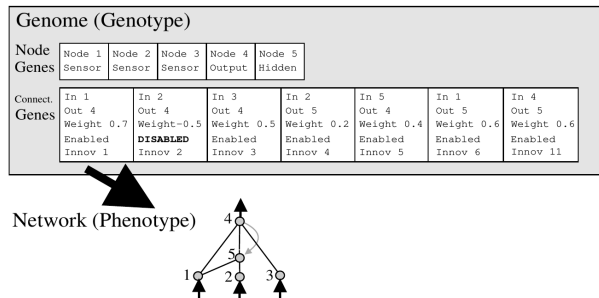 Genome (Genotype)
Node Genes
Node 1 Node 2 Node 3 Node 4 Node 5
Sensor Sensor Sensor Output Hidden
Connect. Genes
In 1 In 2 In 3 In 2 In 5 In 1 In 4
Out 4 Out 4 Out 4 Out 5 Out 4 Out 5 Out 5
Weight 0.7 Weight-0.5 Weight 0.5 Weight 0.2 Weight 0.4 Weight 0.6 Weight 0.6
Enabled DISABLED Enabled Enabled Enabled Enabled Enabled
Innov 1 Innov 2 Innov 3 Innov 4 Innov 5 Innov 6 Innov 11
Network (Phenotype)
4
5
1 2 3